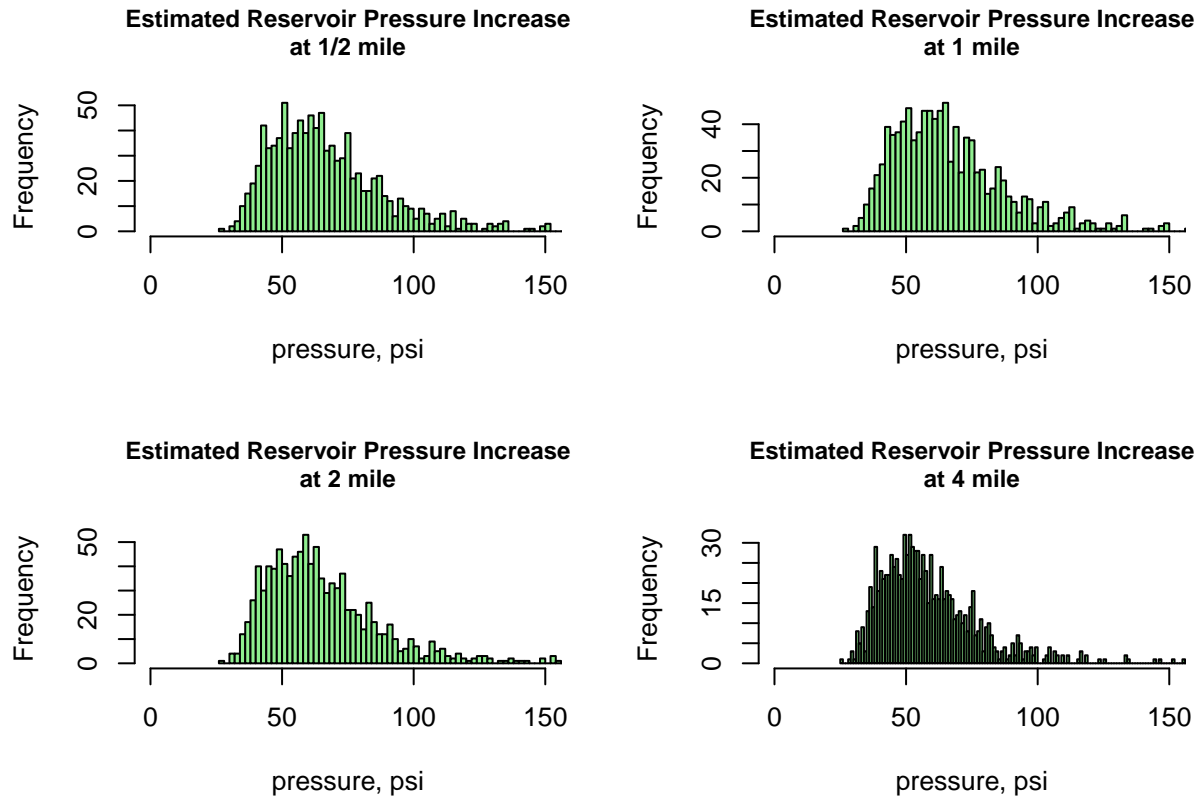 Estimated Reservoir Pressure Increase
at 1/2 mile
Frequency
50
20
0
0 50 100 150
pressure, psi
Estimated Reservoir Pressure Increase
at 1 mile
Frequency
40
20
0
0 50 100 150
pressure, psi
Estimated Reservoir Pressure Increase
at 2 mile
Frequency
50
20
0
0 50 100 150
pressure, psi
Estimated Reservoir Pressure Increase
at 4 mile
Frequency
30
15
0
0 50 100 150
pressure, psi